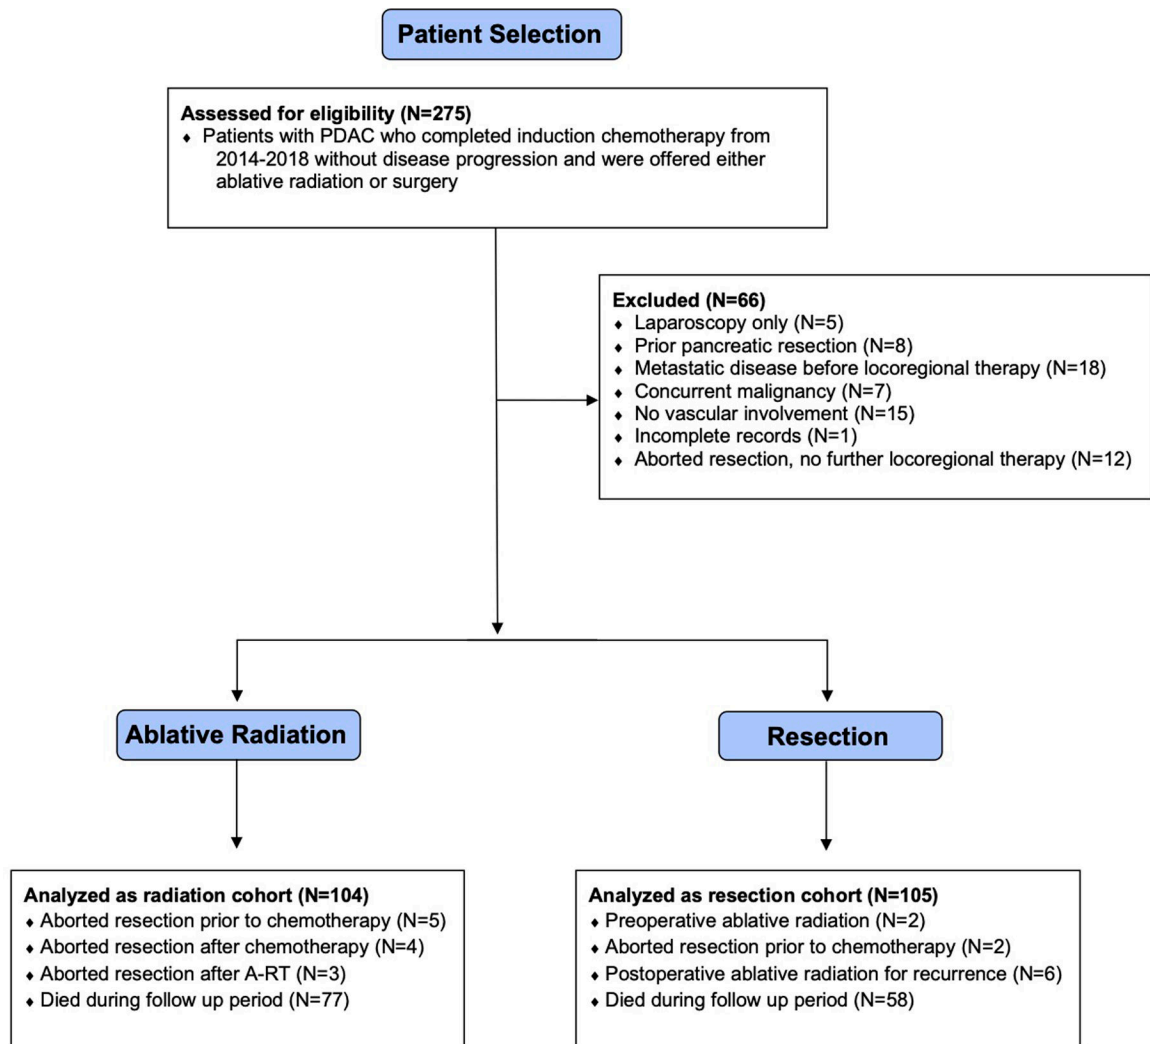 Patient Selection
Assessed for eligibility (N=275)
♦ Patients with PDAC who completed induction chemotherapy from
2014-2018 without disease progression and were offered either
ablative radiation or surgery
Excluded (N=66)
♦ Laparoscopy only (N=5)
♦ Prior pancreatic resection (N=8)
♦ Metastatic disease before locoregional therapy (N=18)
♦ Concurrent malignancy (N=7)
♦ No vascular involvement (N=15)
♦ Incomplete records (N=1)
♦ Aborted resection, no further locoregional therapy (N=12)
Ablative Radiation
Resection
Analyzed as radiation cohort (N=104)
♦ Aborted resection prior to chemotherapy (N=5)
♦ Aborted resection after chemotherapy (N=4)
♦ Aborted resection after A-RT (N=3)
♦ Died during follow up period (N=77)
Analyzed as resection cohort (N=105)
♦ Preoperative ablative radiation (N=2)
♦ Aborted resection prior to chemotherapy (N=2)
♦ Postoperative ablative radiation for recurrence (N=6)
♦ Died during follow up period (N=58)